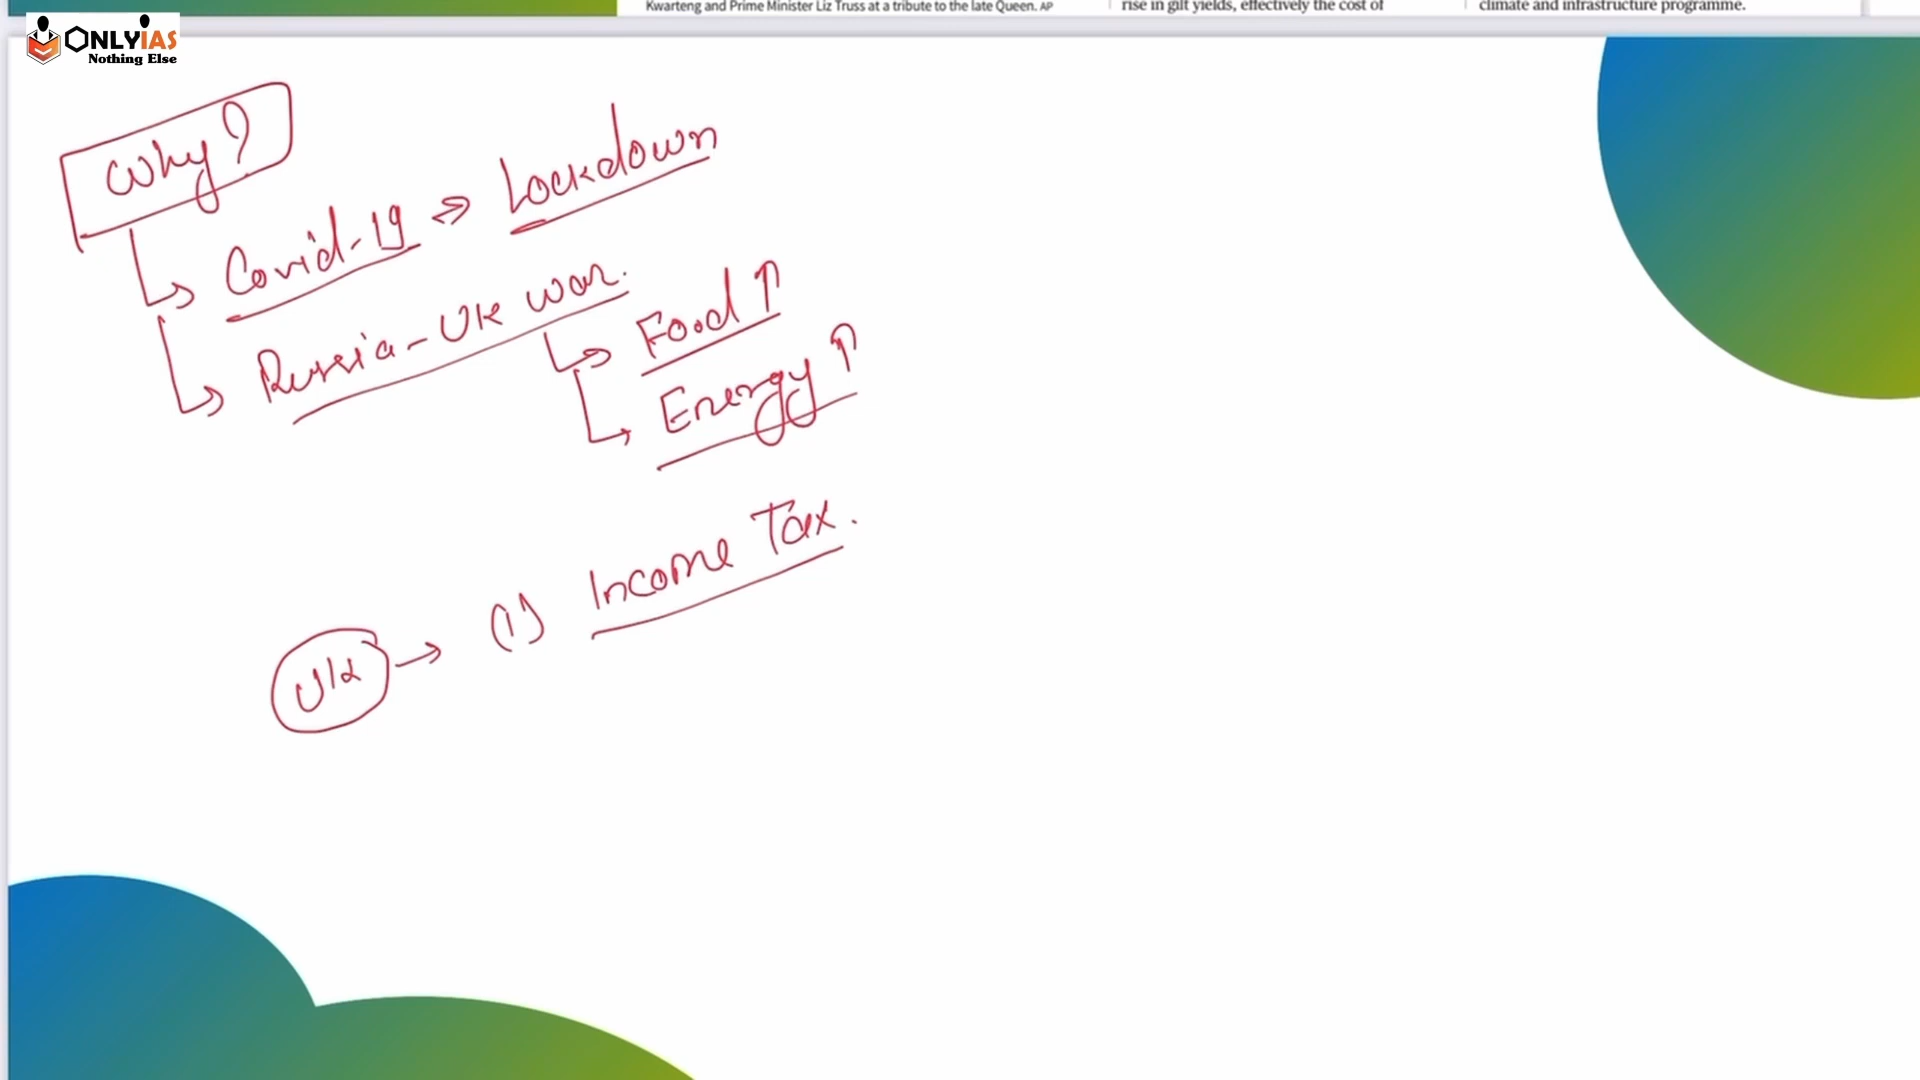 Kwarteng and Prime Minister Liz Truss at a tribute to the late Queen. AP
rise in gilt yields, effectively the cost of
climate and infrastructure programme.
ONLYIAS
Nothing Else
Why?
Covid-19 ⇒ Lockdown
Russia-Uk war.
Food ↑
Energy ↑
Uk → (1) Income Tax.